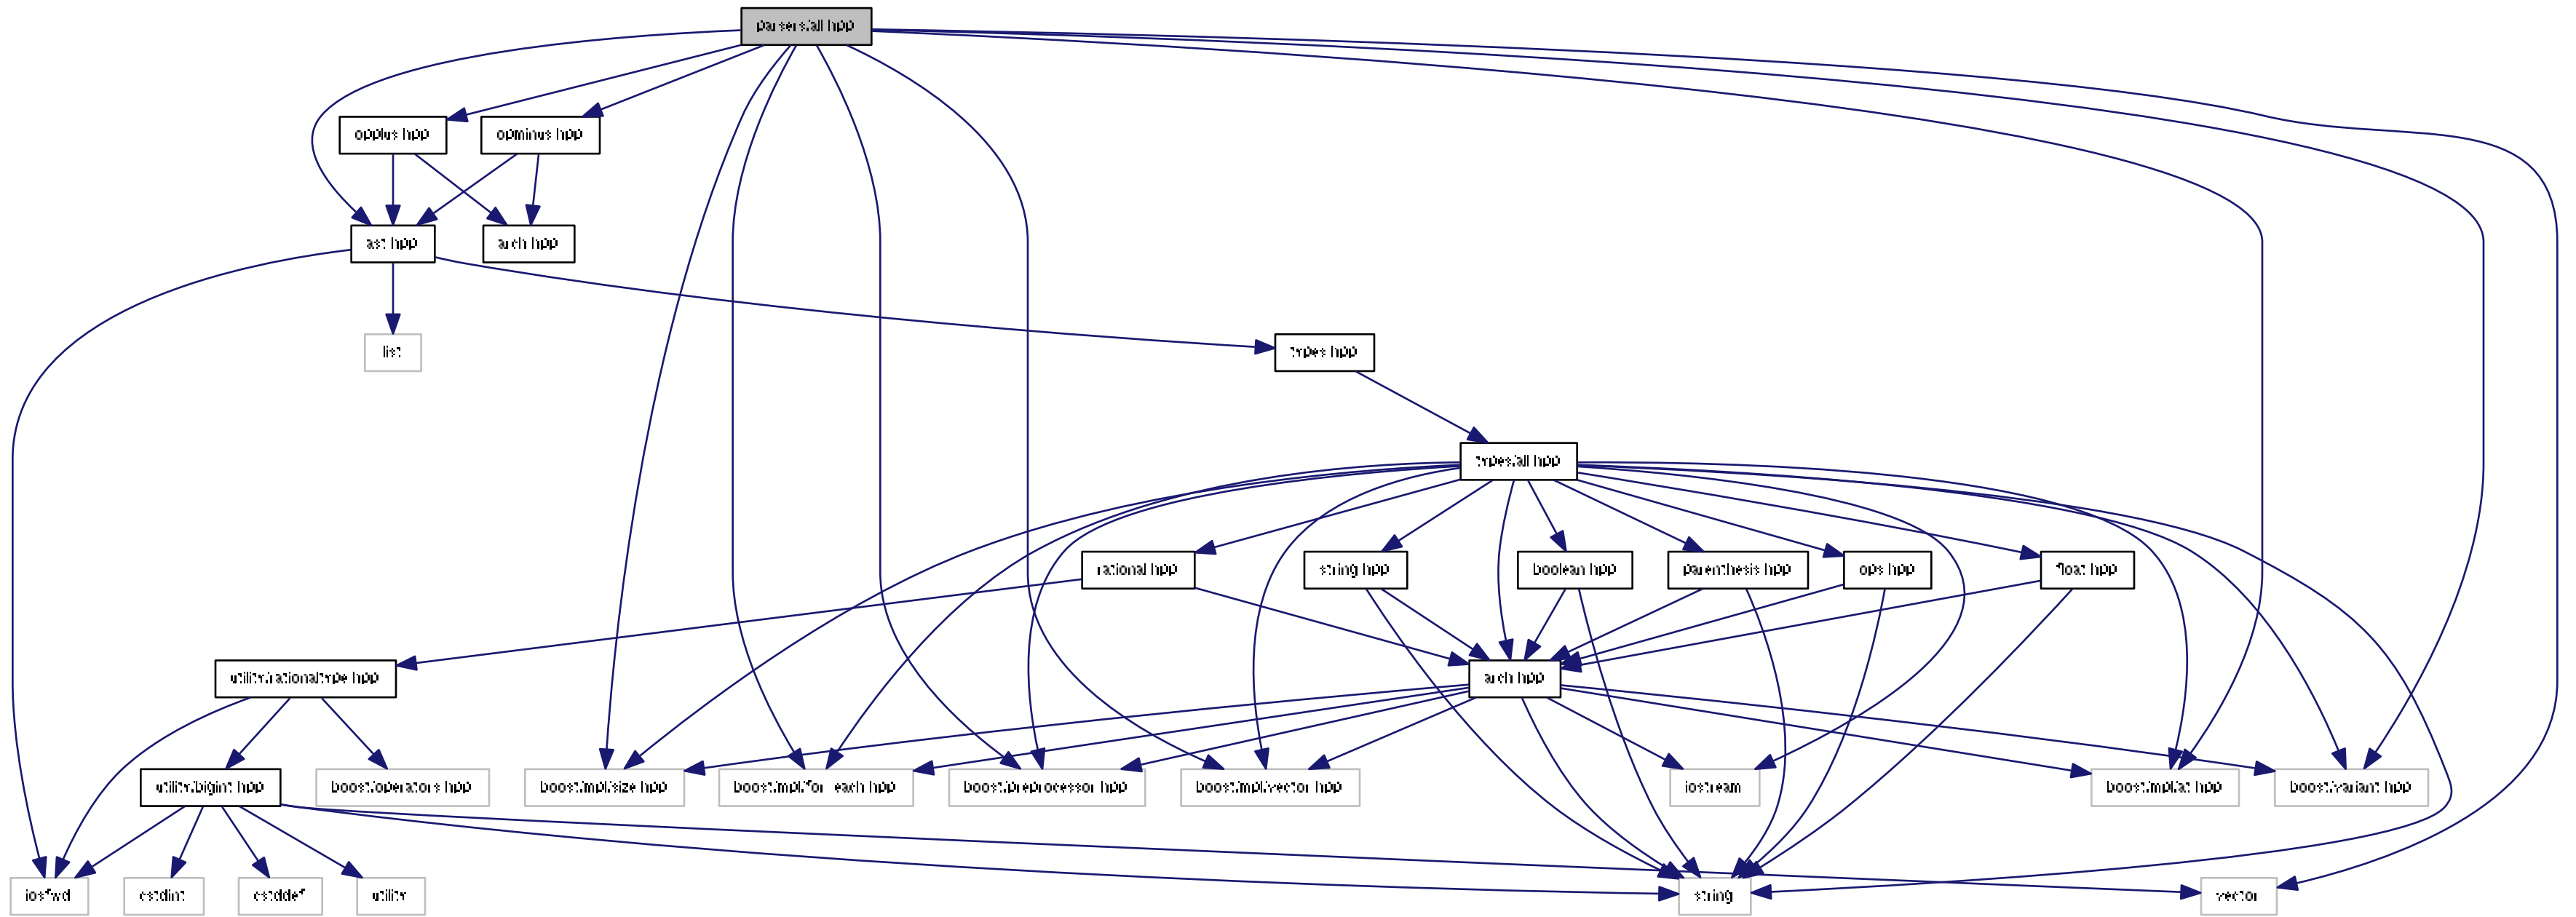 parsers/all.hpp
opplus.hpp
opminus.hpp
ast.hpp
arch.hpp
list
types.hpp
types/all.hpp
rational.hpp
string.hpp
boolean.hpp
parenthesis.hpp
ops.hpp
float.hpp
utility/rationaltype.hpp
arch.hpp
utility/bigint.hpp
boost/operators.hpp
boost/mpl/size.hpp
boost/mpl/for_each.hpp
boost/preprocessor.hpp
boost/mpl/vector.hpp
iostream
boost/mpl/at.hpp
boost/variant.hpp
iosfwd
cstdint
cstddef
utility
string
vector